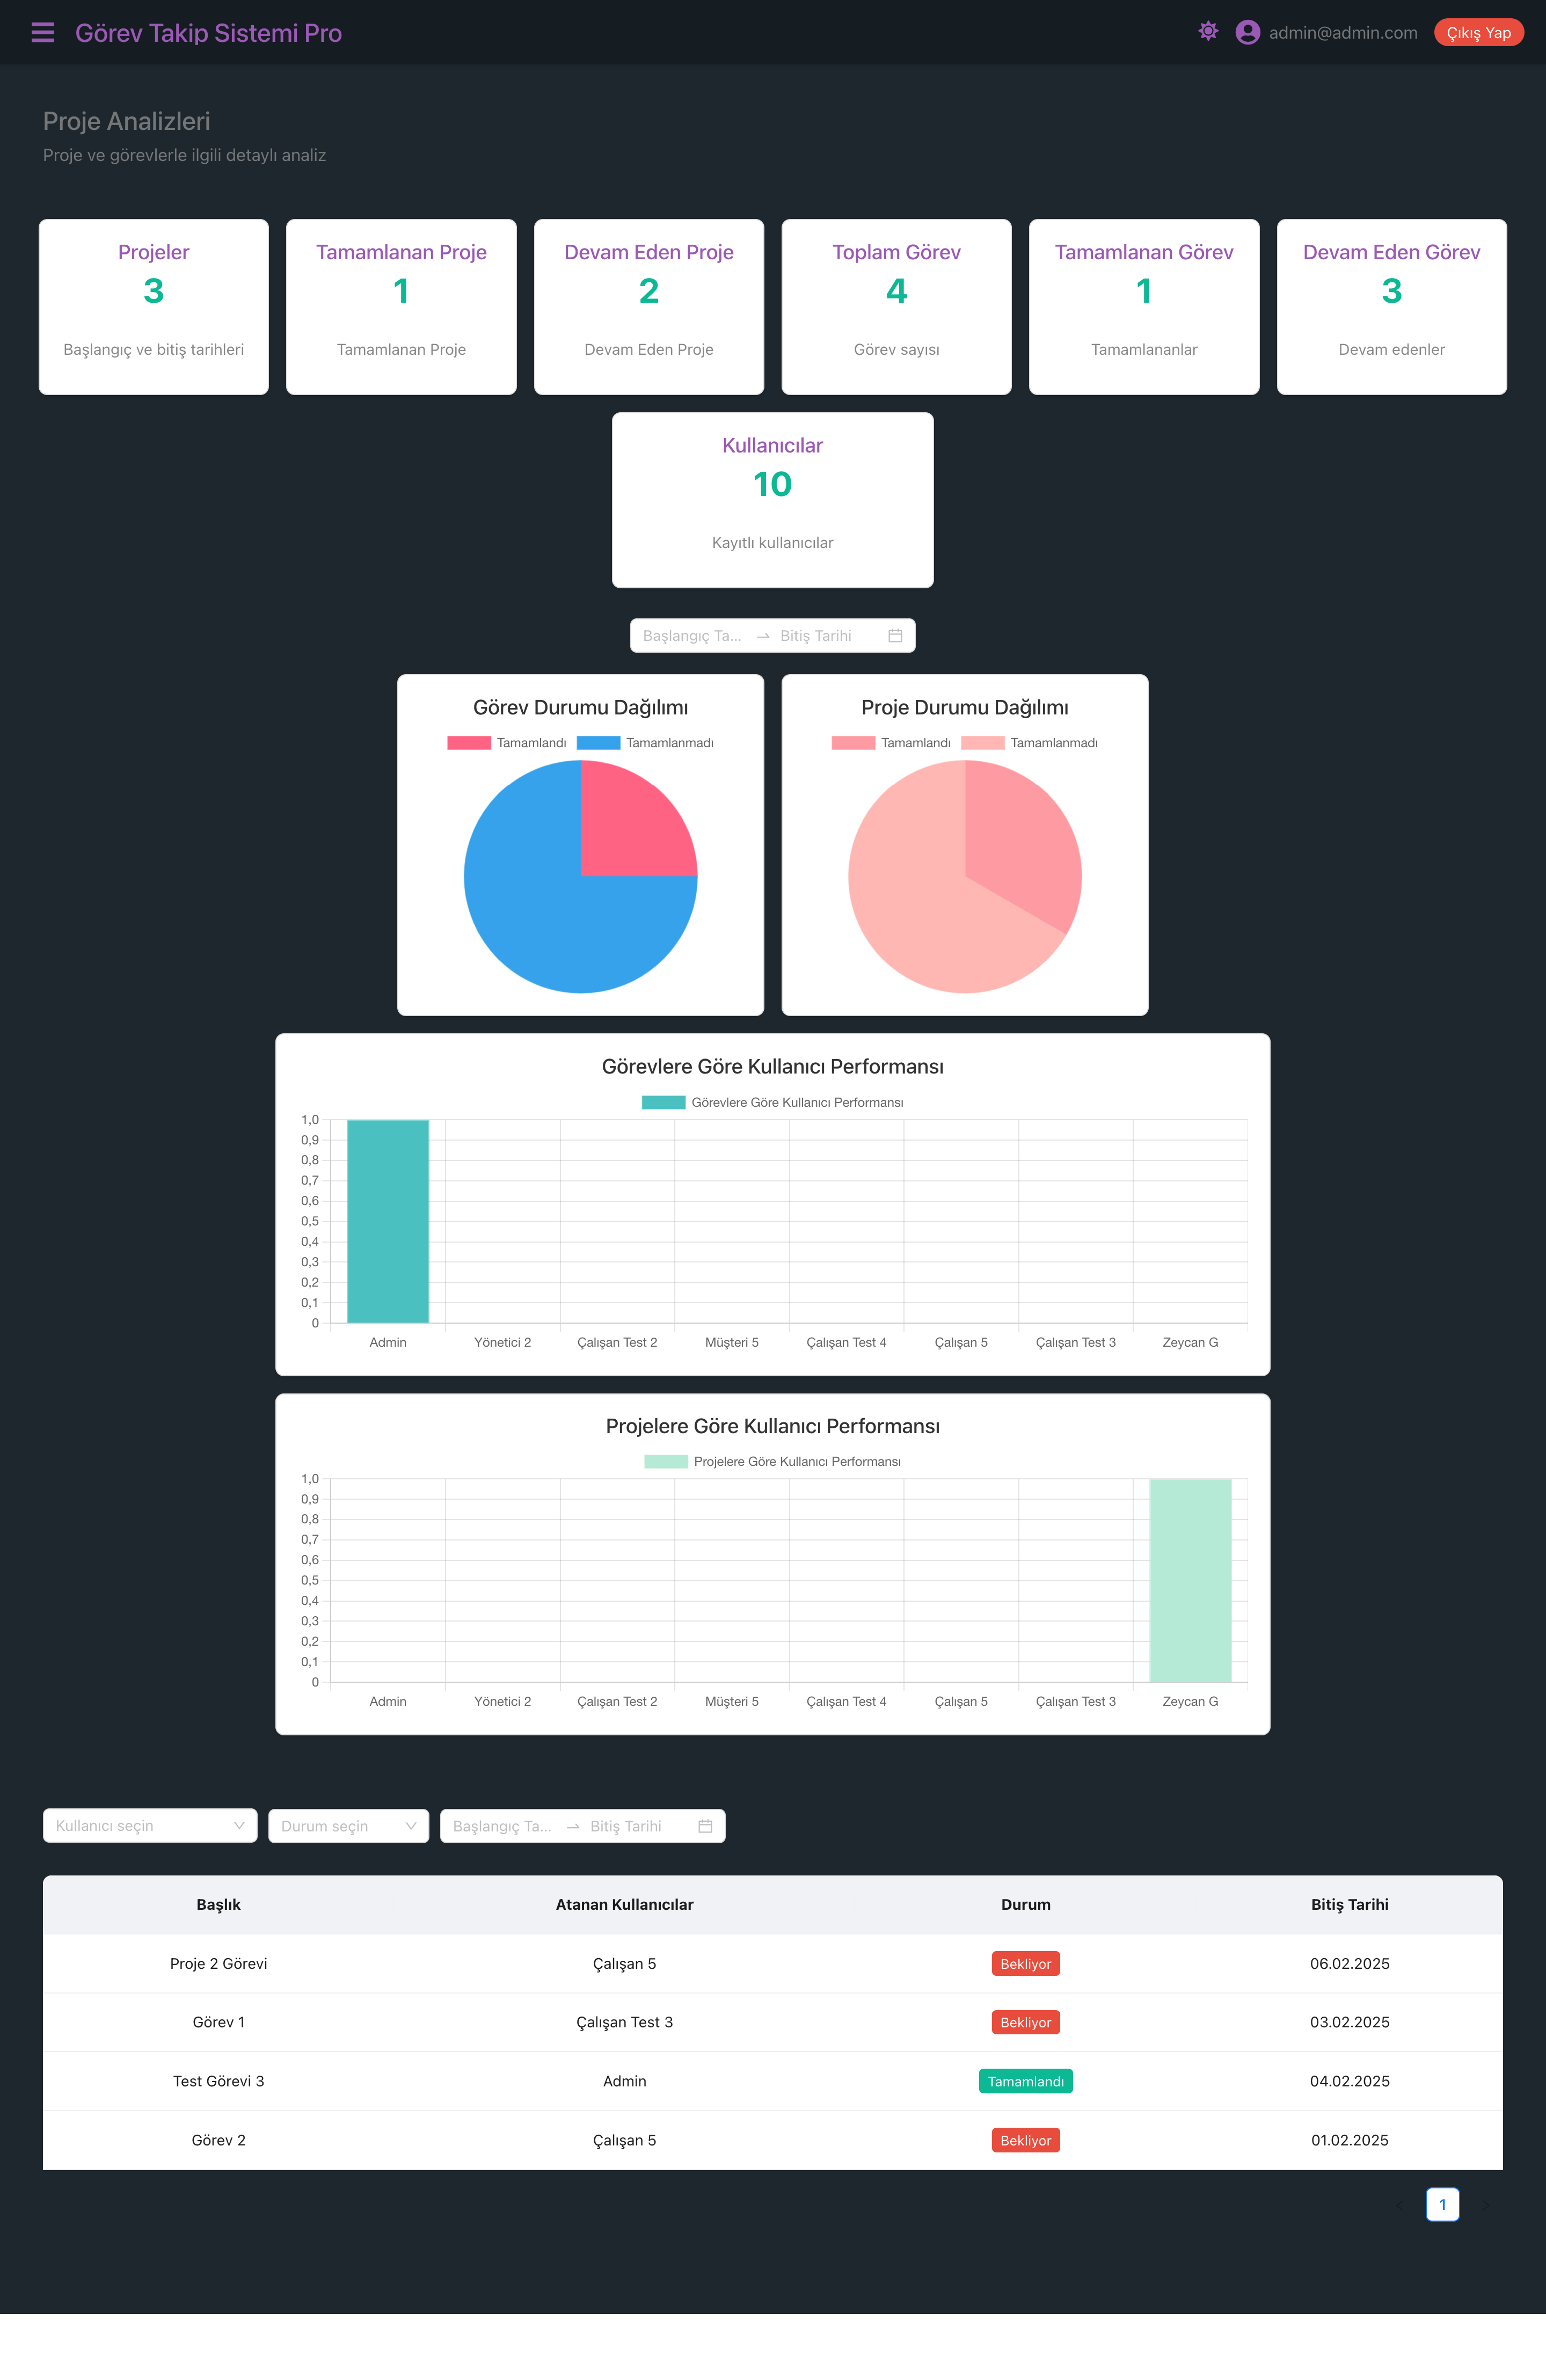 Görev Takip Sistemi Pro
admin@admin.com
Çıkış Yap
Proje Analizleri
Proje ve görevlerle ilgili detaylı analiz
Projeler
3
Başlangıç ve bitiş tarihleri
Tamamlanan Proje
1
Tamamlanan Proje
Devam Eden Proje
2
Devam Eden Proje
Toplam Görev
4
Görev sayısı
Tamamlanan Görev
1
Tamamlananlar
Devam Eden Görev
3
Devam edenler
Kullanıcılar
10
Kayıtlı kullanıcılar
Başlangıç Ta... Bitiş Tarihi
Görev Durumu Dağılımı
Tamamlandı Tamamlanmadı
Proje Durumu Dağılımı
Tamamlandı Tamamlanmadı
Görevlere Göre Kullanıcı Performansı
Görevlere Göre Kullanıcı Performansı
1,0
0,9
0,8
0,7
0,6
0,5
0,4
0,3
0,2
0,1
0
Admin Yönetici 2 Çalışan Test 2 Müşteri 5 Çalışan Test 4 Çalışan 5 Çalışan Test 3 Zeycan G
Projelere Göre Kullanıcı Performansı
Projelere Göre Kullanıcı Performansı
1,0
0,9
0,8
0,7
0,6
0,5
0,4
0,3
0,2
0,1
0
Admin Yönetici 2 Çalışan Test 2 Müşteri 5 Çalışan Test 4 Çalışan 5 Çalışan Test 3 Zeycan G
Kullanıcı seçin Durum seçin Başlangıç Ta... Bitiş Tarihi
Başlık Atanan Kullanıcılar Durum Bitiş Tarihi
Proje 2 Görevi Çalışan 5 Bekliyor 06.02.2025
Görev 1 Çalışan Test 3 Bekliyor 03.02.2025
Test Görevi 3 Admin Tamamlandı 04.02.2025
Görev 2 Çalışan 5 Bekliyor 01.02.2025
1